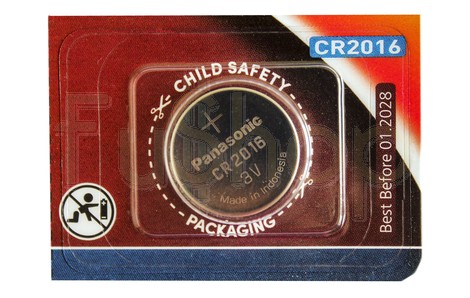 CR2016
CHILD SAFETY
+
Panasonic
CR2016
3V
Made in Indonesia
PACKAGING
Best Before 01.2028